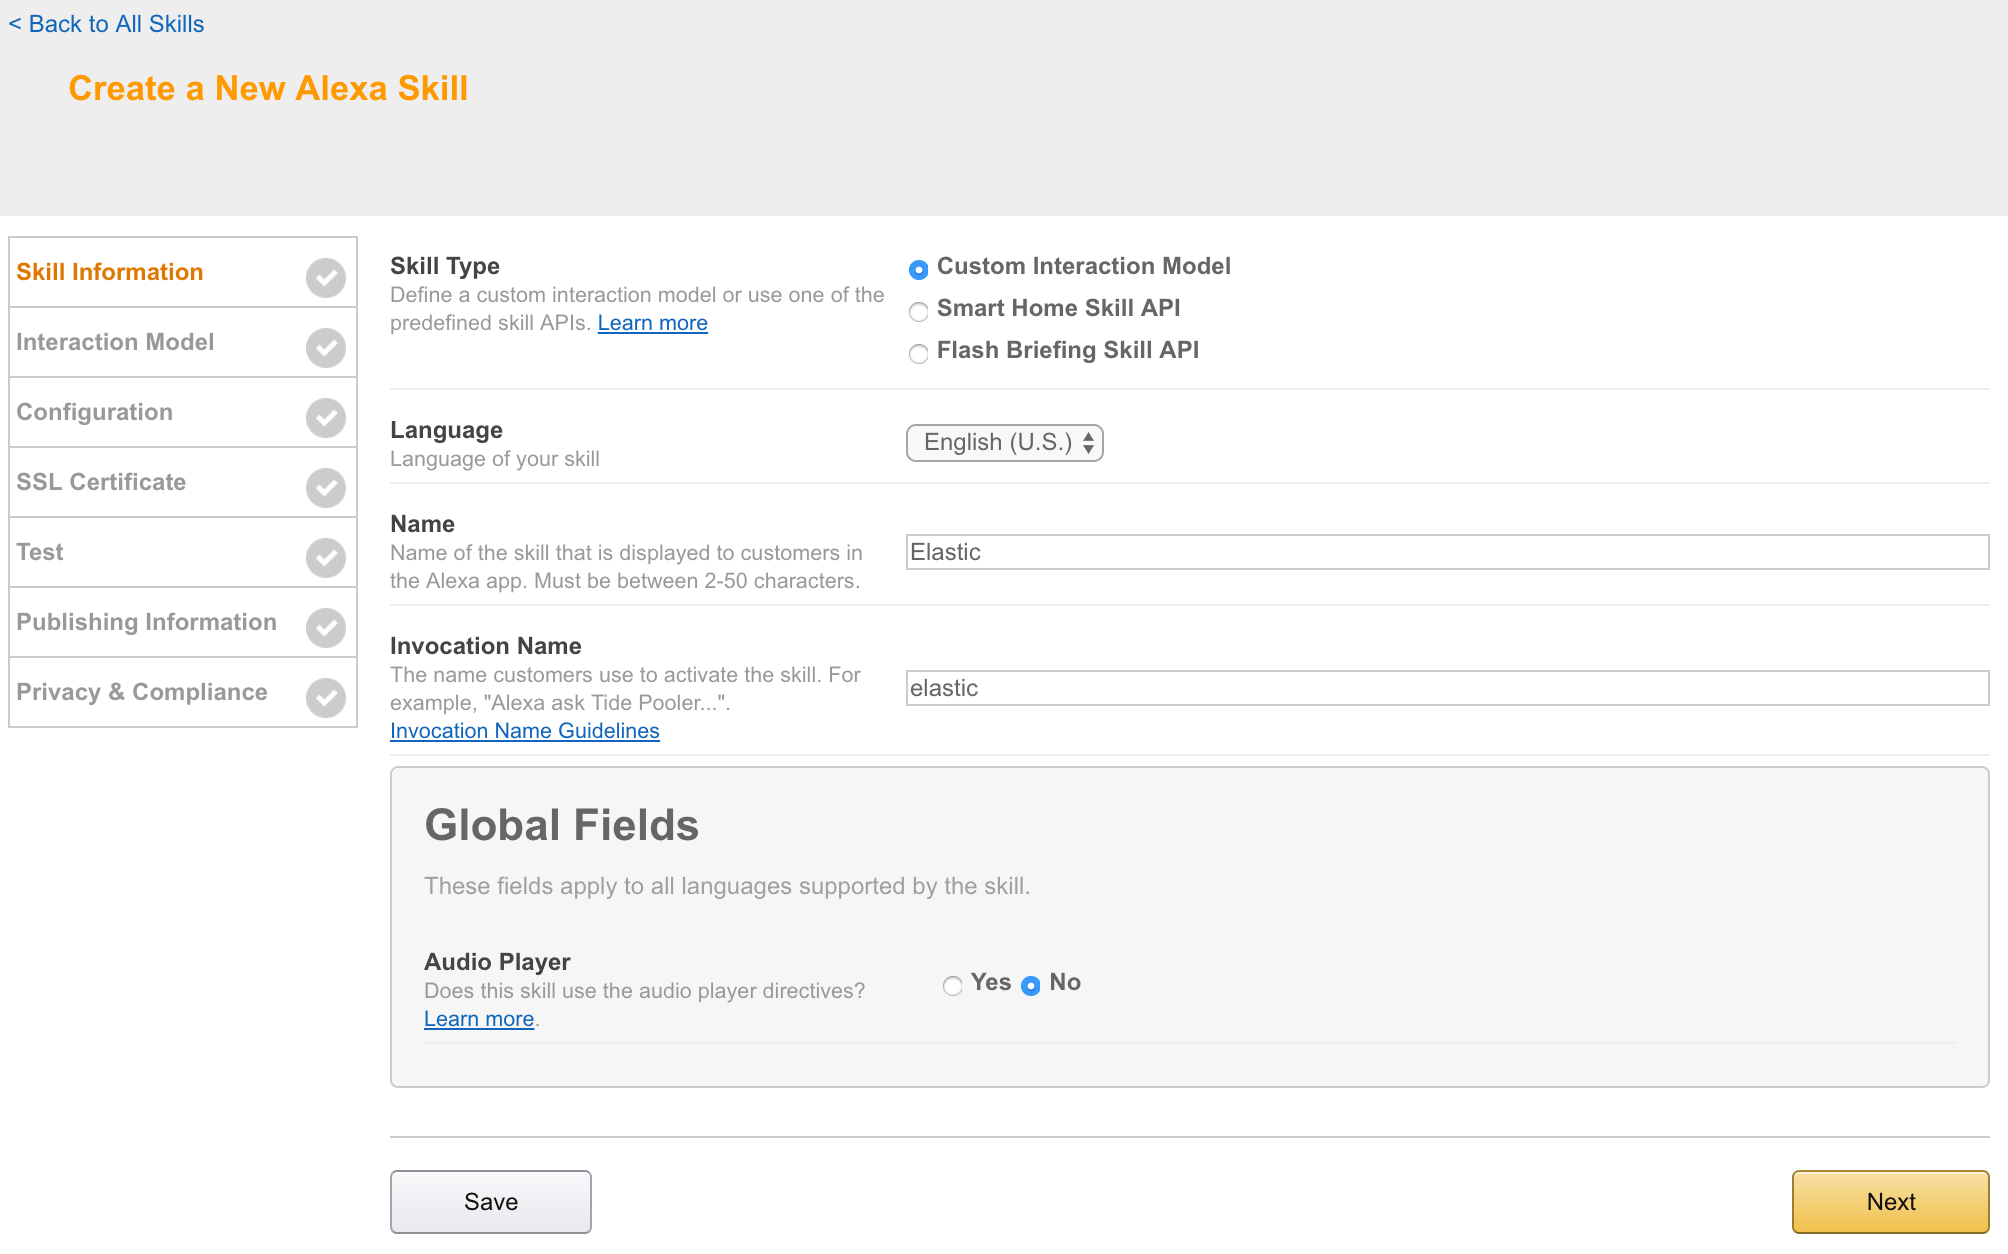 < Back to All Skills
Create a New Alexa Skill
Skill Information
Interaction Model
Configuration
SSL Certificate
Test
Publishing Information
Privacy & Compliance
Skill Type
Define a custom interaction model or use one of the
predefined skill APIs. Learn more
Custom Interaction Model
Smart Home Skill API
Flash Briefing Skill API
Language
Language of your skill
English (U.S.)
Name
Name of the skill that is displayed to customers in
the Alexa app. Must be between 2-50 characters.
Elastic
Invocation Name
The name customers use to activate the skill. For
example, "Alexa ask Tide Pooler...".
Invocation Name Guidelines
elastic
Global Fields
These fields apply to all languages supported by the skill.
Audio Player
Does this skill use the audio player directives?
Learn more.
Yes No
Save
Next